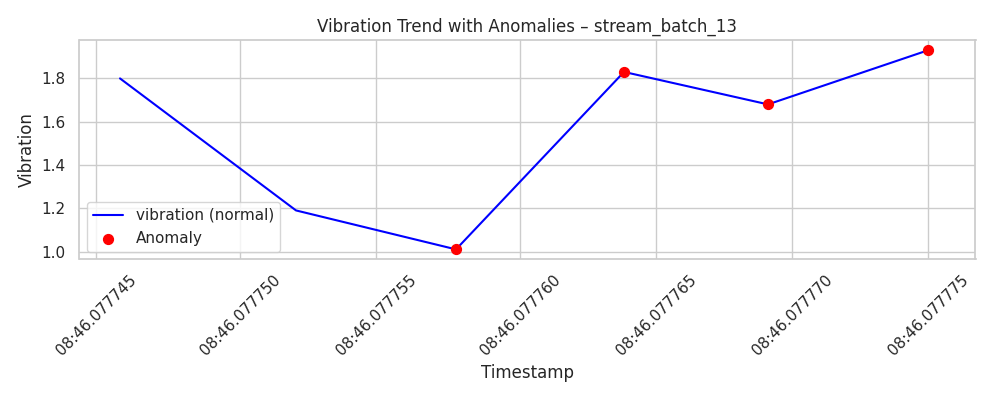 Vibration Trend with Anomalies – stream_batch_13
Vibration
1.8
1.6
1.4
1.2
1.0
vibration (normal)
Anomaly
08:46.077745
08:46.077750
08:46.077755
08:46.077760
08:46.077765
08:46.077770
08:46.077775
Timestamp